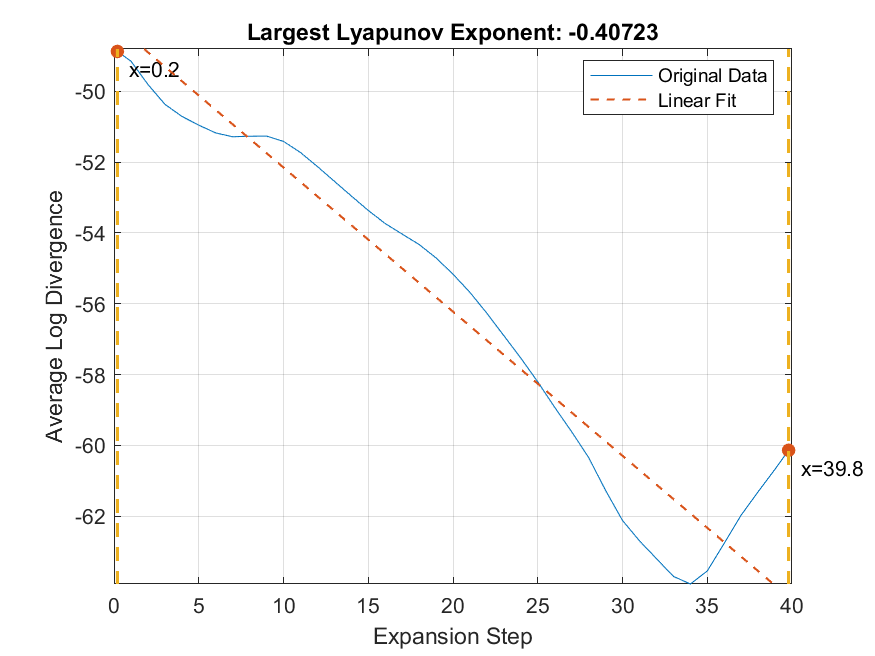 Largest Lyapunov Exponent: -0.40723
x=0.2
Original Data
Linear Fit
-50
-52
-54
-56
-58
-60
-62
Average Log Divergence
x=39.8
0 5 10 15 20 25 30 35 40
Expansion Step